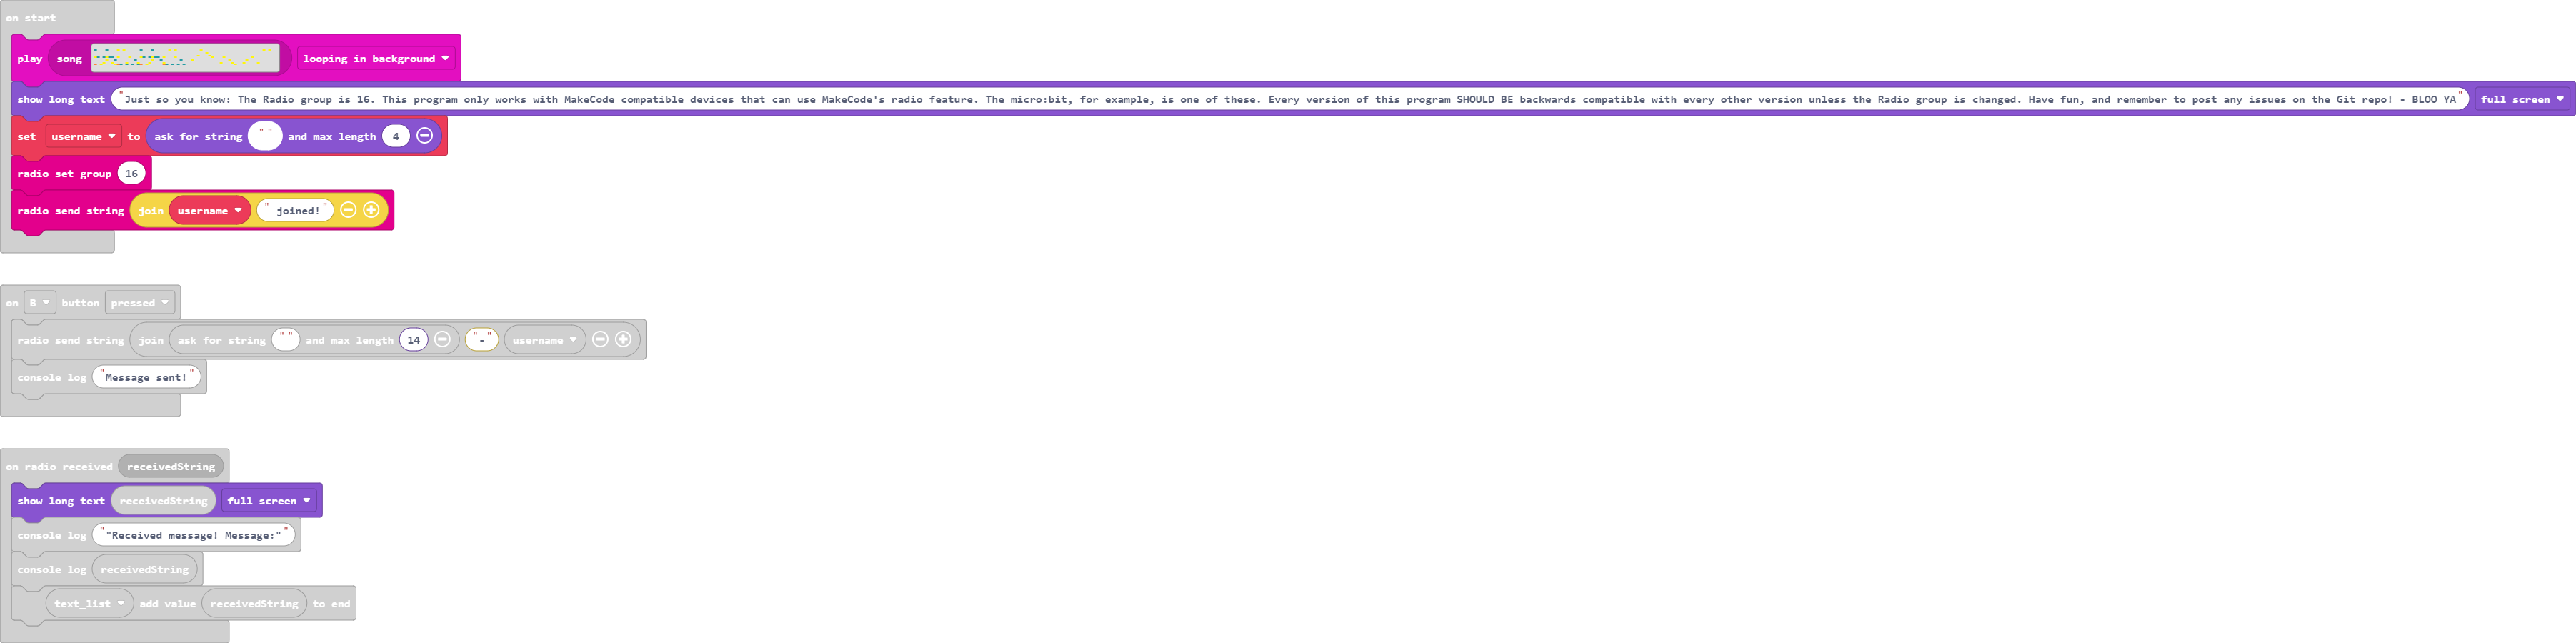 on start
play song looping in background
show long text "Just so you know: The Radio group is 16. This program only works with MakeCode compatible devices that can use MakeCode's radio feature. The micro:bit, for example, is one of these. Every version of this program SHOULD BE backwards compatible with every other version unless the Radio group is changed. Have fun, and remember to post any issues on the Git repo! - BLOO YA" full screen
set username to ask for string " " and max length 4
radio set group 16
radio send string join username " joined!"
on B button pressed
radio send string join ask for string " " and max length 14 "-" username
console log "Message sent!"
on radio received receivedString
show long text receivedString full screen
console log ""Received message! Message:""
console log receivedString
text_list add value receivedString to end